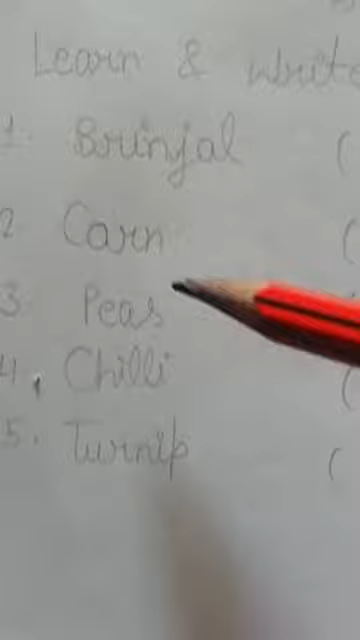 Learn & write
1. Brinjal (
2 Corn (
3 Peas
4, Chilli (
5. Turnip (